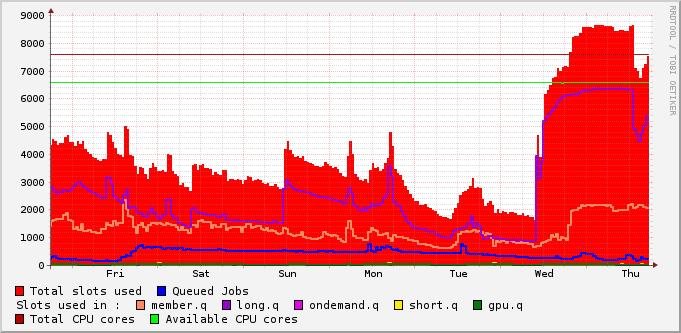 RRDTOOL / TOBI OETIKER
9000
8000
7000
6000
5000
4000
3000
2000
1000
0
Fri Sat Sun Mon Tue Wed Thu
Total slots used Queued Jobs
Slots used in : member.q long.q ondemand.q short.q gpu.q
Total CPU cores Available CPU cores